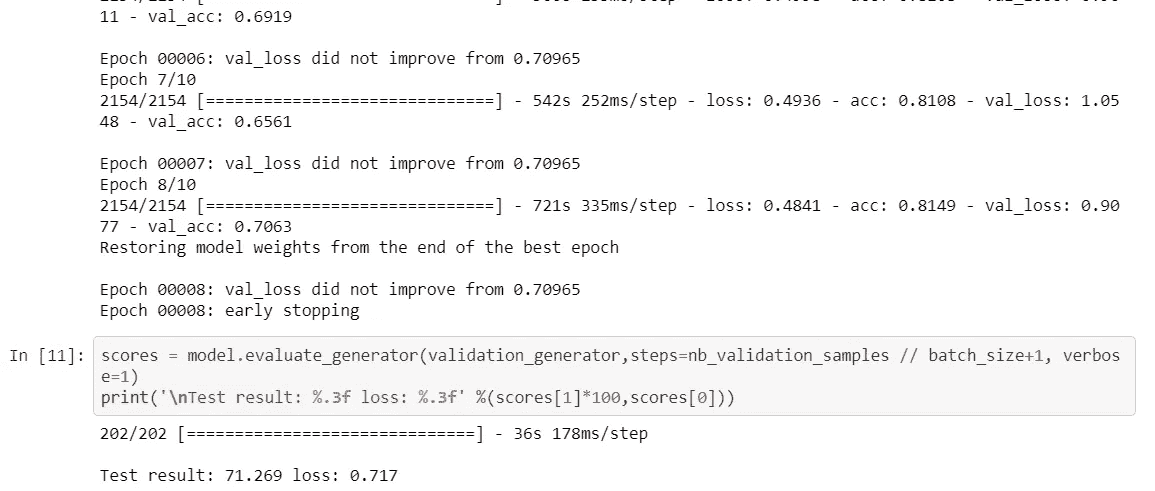 11 - val_acc: 0.6919
Epoch 00006: val_loss did not improve from 0.70965
Epoch 7/10
2154/2154 [==============================] - 542s 252ms/step - loss: 0.4936 - acc: 0.8108 - val_loss: 1.05
48 - val_acc: 0.6561
Epoch 00007: val_loss did not improve from 0.70965
Epoch 8/10
2154/2154 [==============================] - 721s 335ms/step - loss: 0.4841 - acc: 0.8149 - val_loss: 0.90
77 - val_acc: 0.7063
Restoring model weights from the end of the best epoch
Epoch 00008: val_loss did not improve from 0.70965
Epoch 00008: early stopping
In [11]: scores = model.evaluate_generator(validation_generator,steps=nb_validation_samples // batch_size+1, verbos
e=1)
print('\nTest result: %.3f loss: %.3f' %(scores[1]*100,scores[0]))
202/202 [==============================] - 36s 178ms/step
Test result: 71.269 loss: 0.717